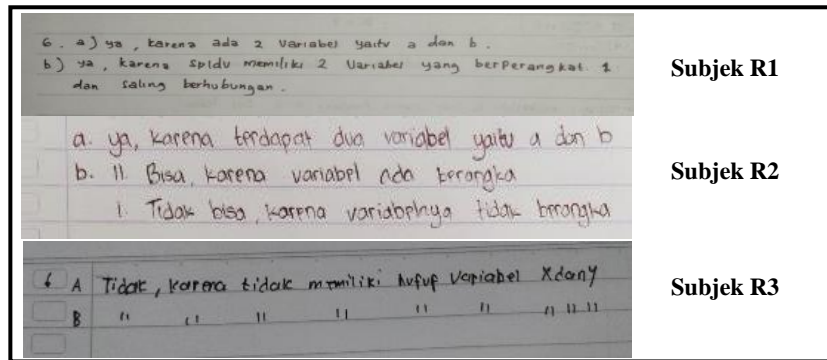 6. a) ya, karena ada 2 Variabel yaitu a dan b.
b) ya, karena spldv memiliki 2 Variabel yang berperangkat 1
dan saling berhubungan.
Subjek R1
a. ya, karena terdapat dua variabel yaitu a dan b
b. II. Bisa, karena variabel ada berangka
I. Tidak bisa, karena variabelnya tidak berangka
Subjek R2
6 A Tidak, karena tidak memiliki huruf Variabel X dan Y
B " " " " " " " " "
Subjek R3